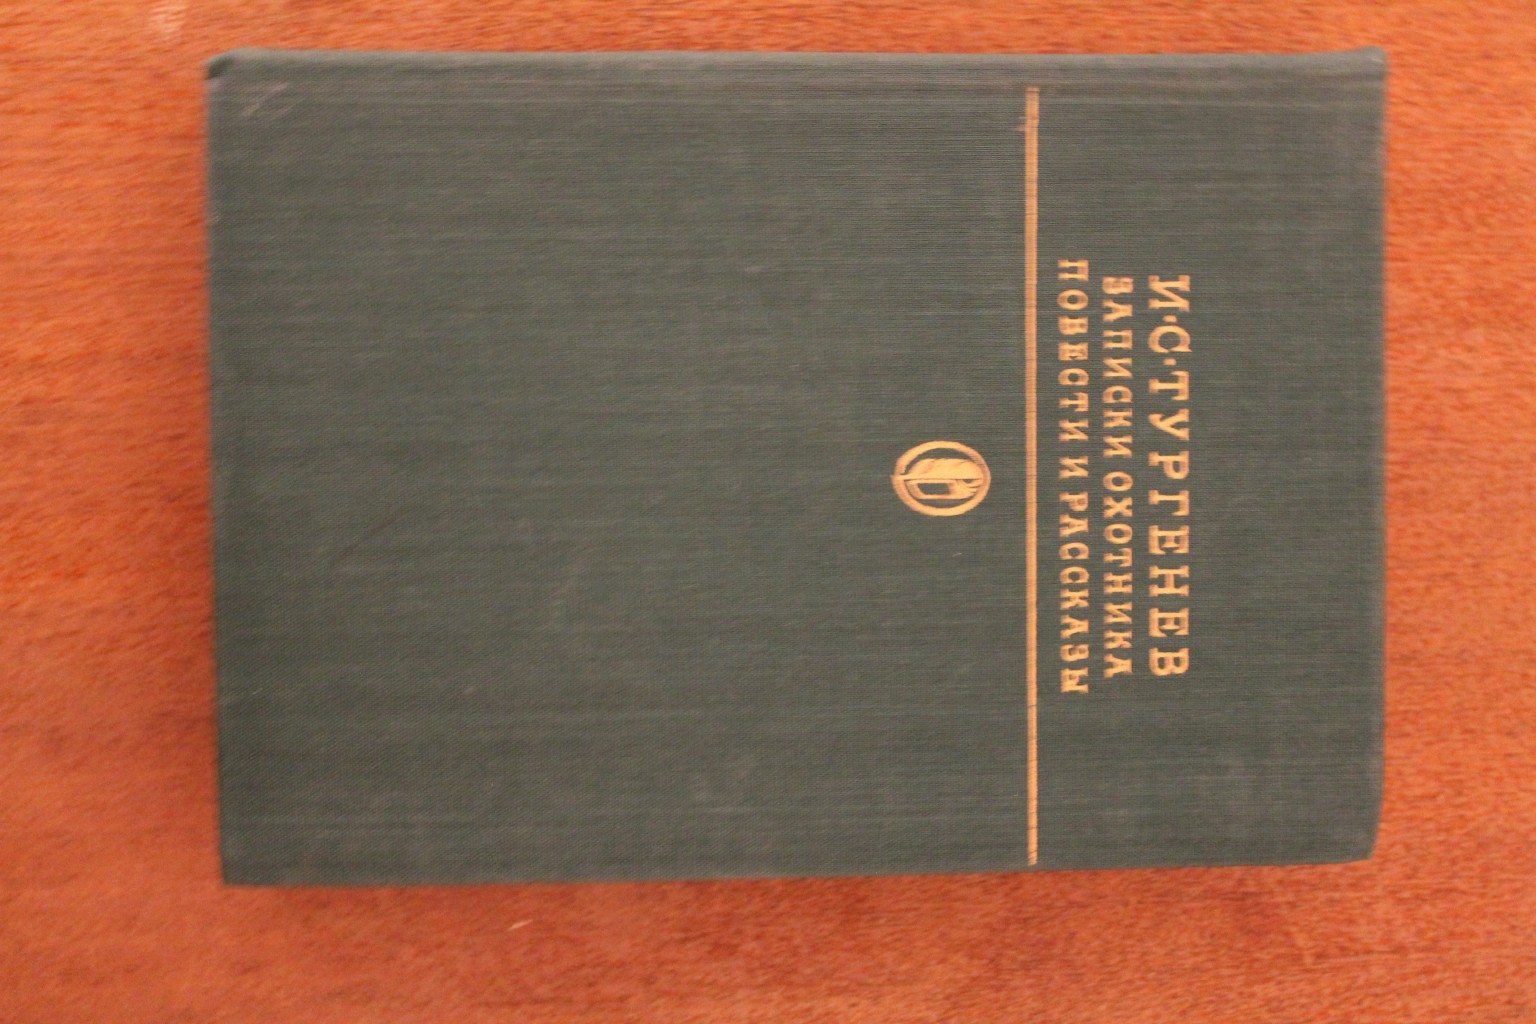 И·С·ТУРГЕНЕВ
ЗАПИСКИ ОХОТНИКА
ПОВЕСТИ И РАССКАЗЫ